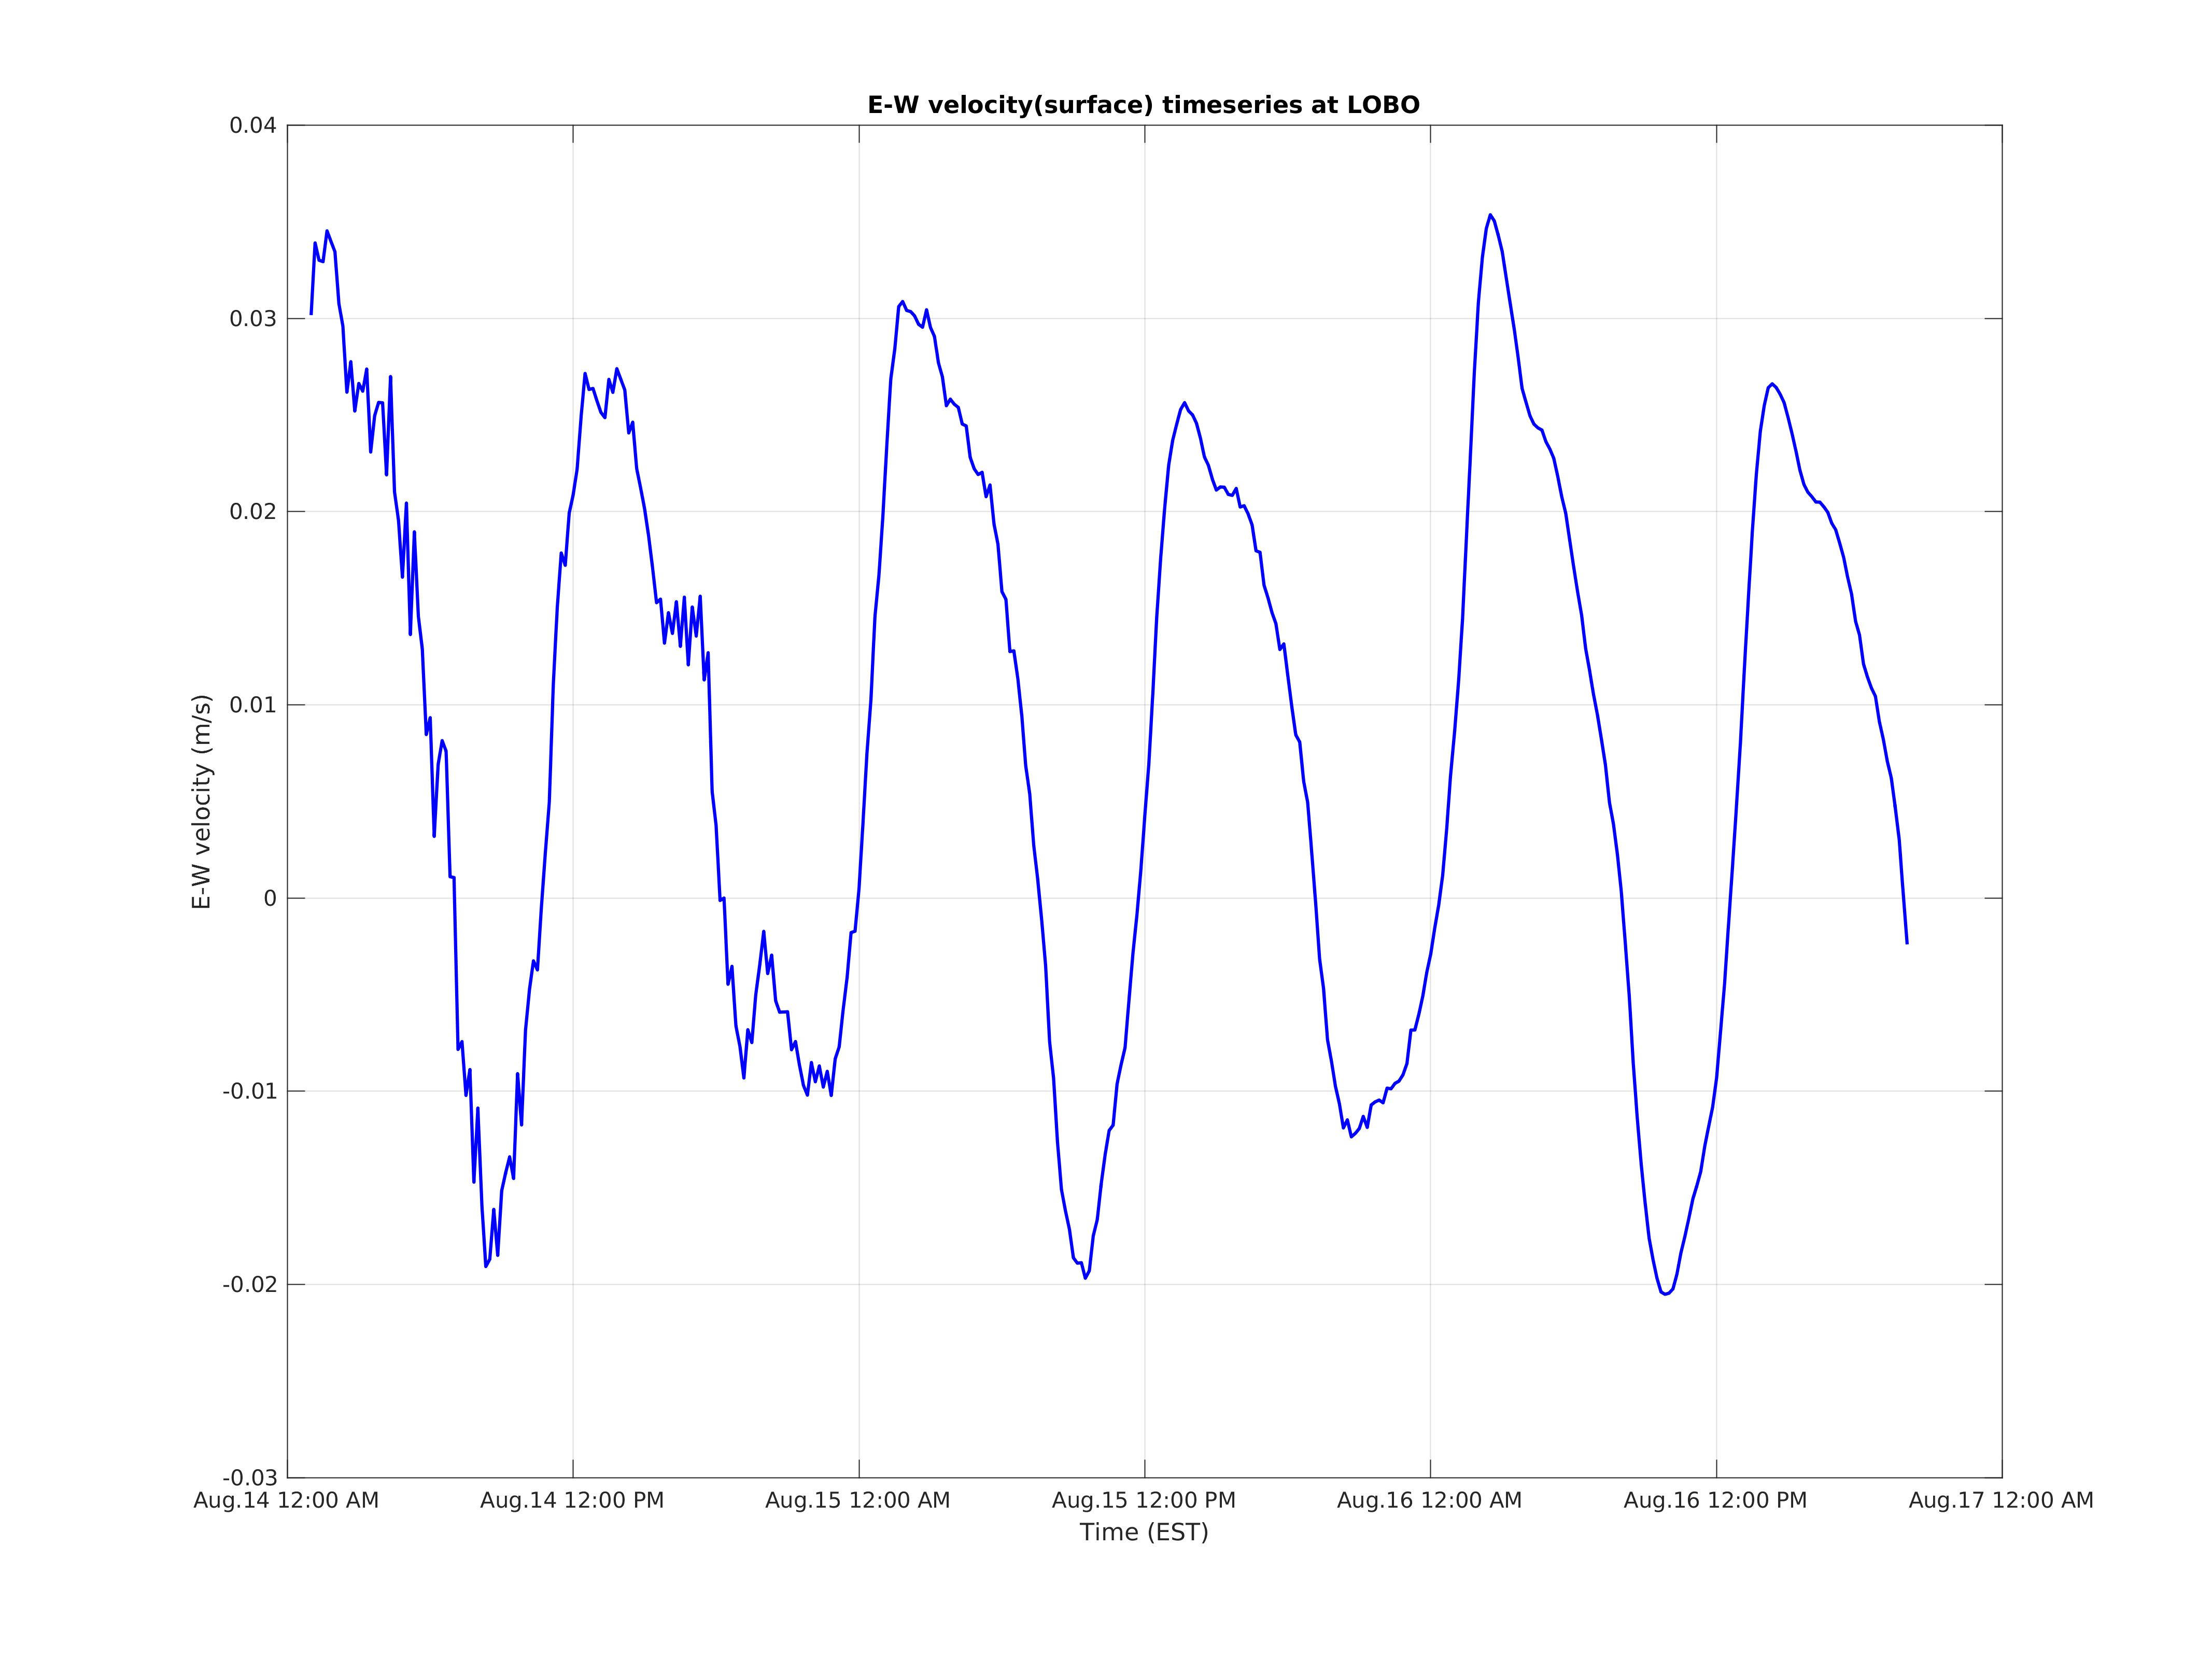 E-W velocity(surface) timeseries at LOBO
0.04
0.03
0.02
0.01
0
-0.01
-0.02
-0.03
E-W velocity (m/s)
Aug.14 12:00 AM Aug.14 12:00 PM Aug.15 12:00 AM Aug.15 12:00 PM Aug.16 12:00 AM Aug.16 12:00 PM Aug.17 12:00 AM
Time (EST)